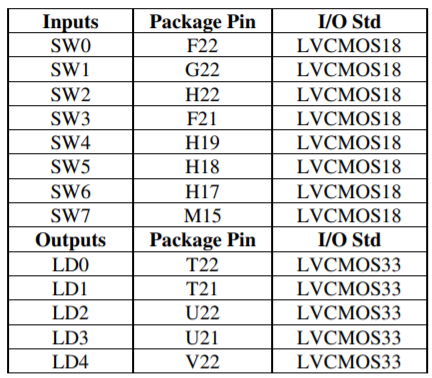 Inputs Package Pin I/O Std
SW0 F22 LVCMOS18
SW1 G22 LVCMOS18
SW2 H22 LVCMOS18
SW3 F21 LVCMOS18
SW4 H19 LVCMOS18
SW5 H18 LVCMOS18
SW6 H17 LVCMOS18
SW7 M15 LVCMOS18
Outputs Package Pin I/O Std
LD0 T22 LVCMOS33
LD1 T21 LVCMOS33
LD2 U22 LVCMOS33
LD3 U21 LVCMOS33
LD4 V22 LVCMOS33